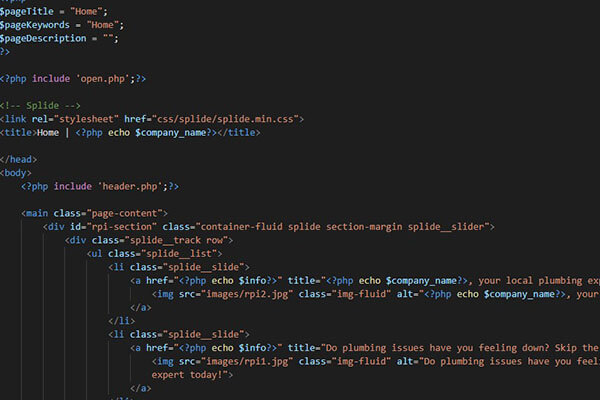 <?php
$pageTitle = "Home";
$pageKeywords = "Home";
$pageDescription = "";
?>
<?php include 'open.php';?>
<!-- Splide -->
<link rel="stylesheet" href="css/splide/splide.min.css">
<title>Home | <?php echo $company_name?></title>
</head>
<body>
<?php include 'header.php';?>
<main class="page-content">
<div id="rpi-section" class="container-fluid splide section-margin splide__slider">
<div class="splide__track row">
<ul class="splide__list">
<li class="splide__slide">
<a href="<?php echo $info?>" title="<?php echo $company_name?>, your local plumbing exp
<img src="images/rpi2.jpg" class="img-fluid" alt="<?php echo $company_name?>, your
</a>
</li>
<li class="splide__slide">
<a href="<?php echo $info?>" title="Do plumbing issues have you feeling down? Skip the
<img src="images/rpi1.jpg" class="img-fluid" alt="Do plumbing issues have you feel
expert today!">
</a>